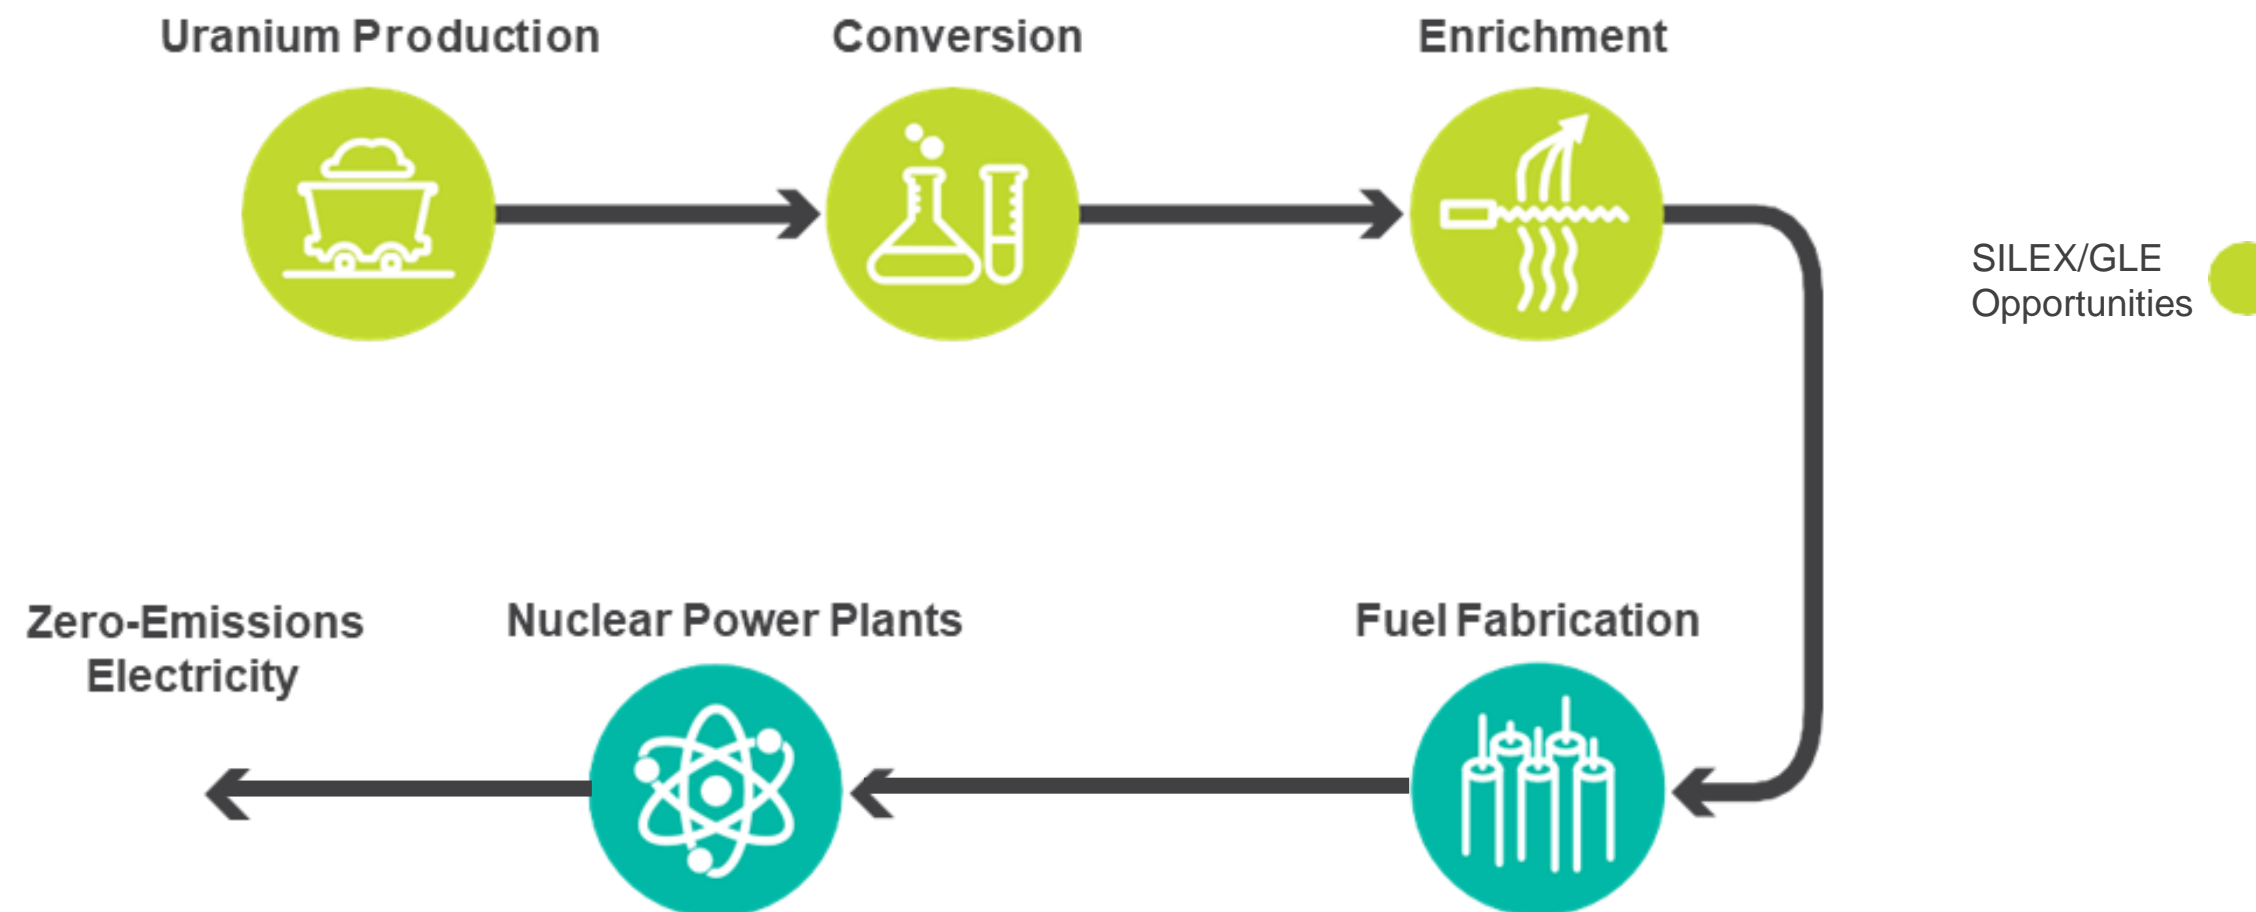 Uranium Production
Conversion
Enrichment
SILEX/GLE
Opportunities
Zero-Emissions
Electricity
Nuclear Power Plants
Fuel Fabrication